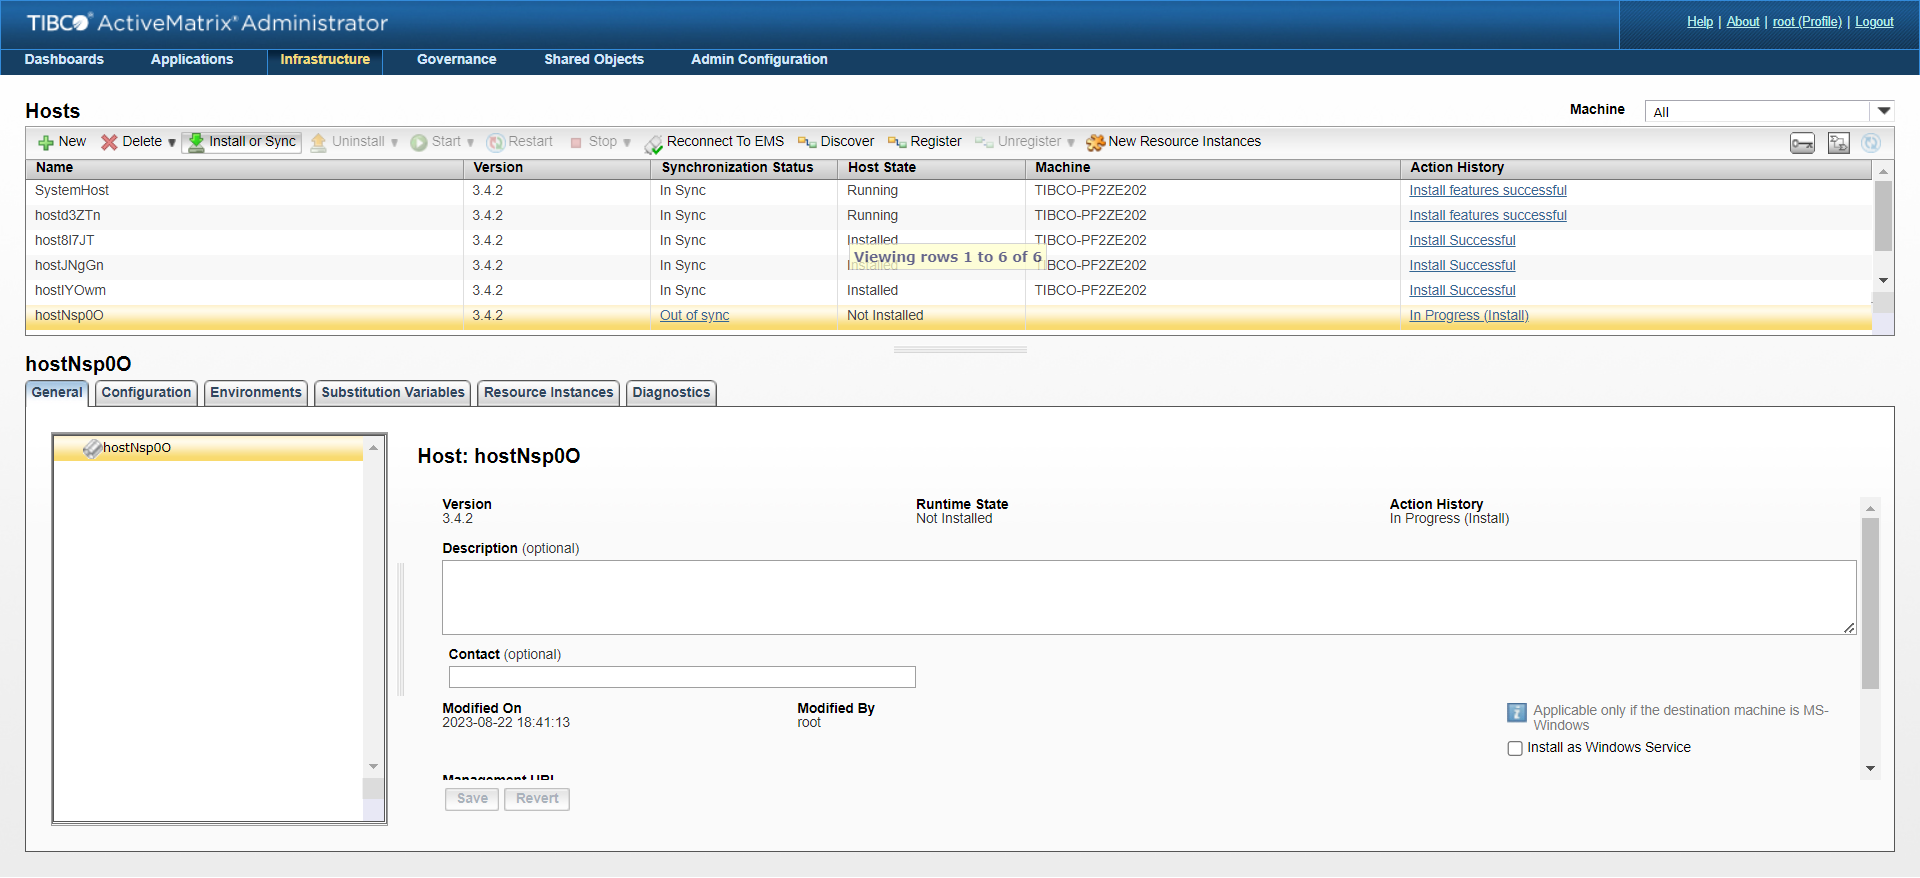 TIBCO ActiveMatrix® Administrator
Help | About | root (Profile) | Logout
Dashboards Applications Infrastructure Governance Shared Objects Admin Configuration
Hosts
Machine All
New Delete Install or Sync Uninstall Start Restart Stop Reconnect To EMS Discover Register Unregister New Resource Instances
Name Version Synchronization Status Host State Machine Action History
SystemHost 3.4.2 In Sync Running TIBCO-PF2ZE202 Install features successful
hostd3ZTn 3.4.2 In Sync Running TIBCO-PF2ZE202 Install features successful
host8I7JT 3.4.2 In Sync Installed TIBCO-PF2ZE202 Install Successful
Viewing rows 1 to 6 of 6
hostJNgGn 3.4.2 In Sync Installed TIBCO-PF2ZE202 Install Successful
hostIYOwm 3.4.2 In Sync Installed TIBCO-PF2ZE202 Install Successful
hostNsp0O 3.4.2 Out of sync Not Installed In Progress (Install)
hostNsp0O
General Configuration Environments Substitution Variables Resource Instances Diagnostics
hostNsp0O
Host: hostNsp0O
Version Runtime State Action History
3.4.2 Not Installed In Progress (Install)
Description (optional)
Contact (optional)
Modified On Modified By
2023-08-22 18:41:13 root
Applicable only if the destination machine is MS-
Windows
Install as Windows Service
Management URL
Save Revert